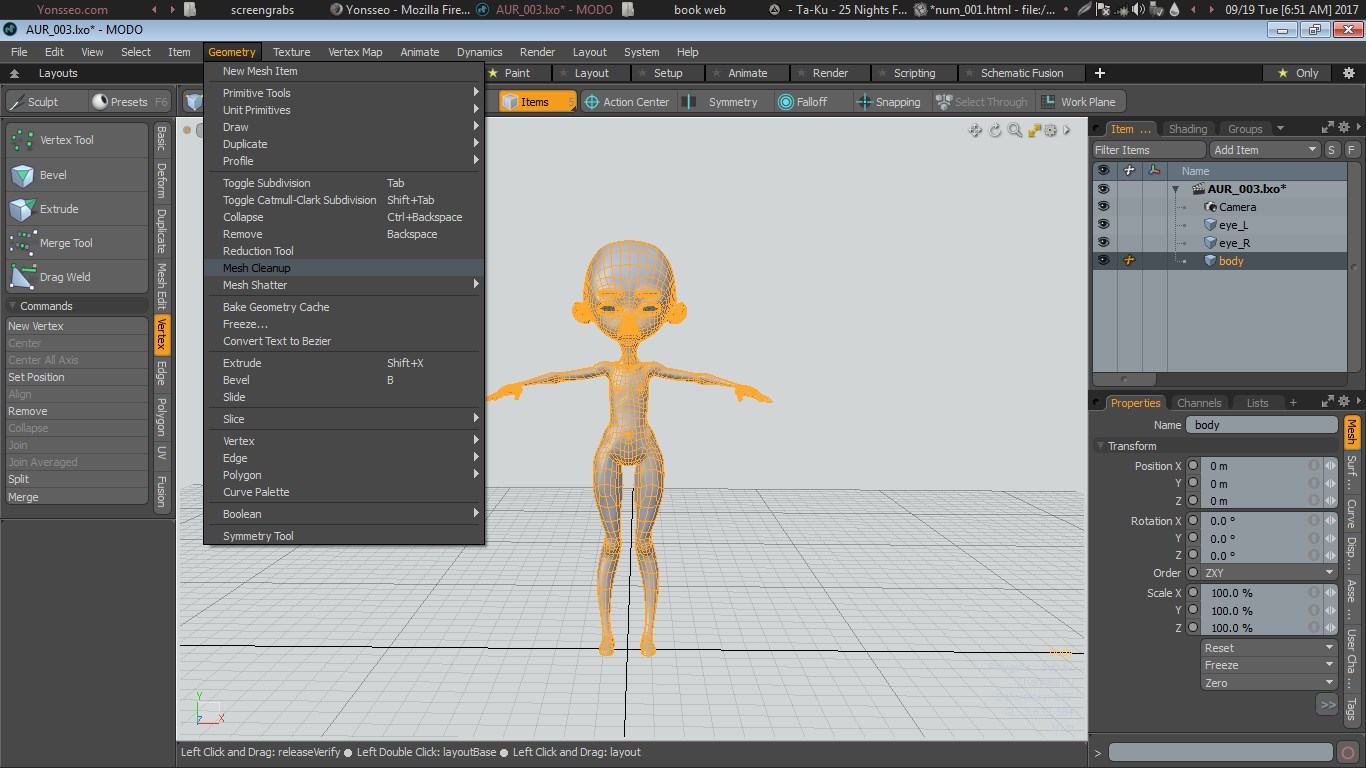 Yonsseo.com screengrabs Yonsseo - Mozilla Fire... AUR_003.lxo* - MODO book web - Ta-Ku - 25 Nights F... *num_001.html - file:/... 09/19 Tue [6:51 AM] 2017
AUR_003.lxo* - MODO
File Edit View Select Item Geometry Texture Vertex Map Animate Dynamics Render Layout System Help
Layouts Paint Layout Setup Animate Render Scripting Schematic Fusion + Only
Sculpt Presets F6 Items 5 Action Center Symmetry Falloff Snapping Select Through Work Plane
Vertex Tool
Bevel
Extrude
Merge Tool
Drag Weld
Commands
New Vertex
Center
Center All Axis
Set Position
Align
Remove
Collapse
Join
Join Averaged
Split
Merge
Basic
Deform
Duplicate
Mesh Edit
Vertex
Edge
Polygon
UV
Fusion
New Mesh Item
Primitive Tools
Unit Primitives
Draw
Duplicate
Profile
Toggle Subdivision Tab
Toggle Catmull-Clark Subdivision Shift+Tab
Collapse Ctrl+Backspace
Remove Backspace
Reduction Tool
Mesh Cleanup
Mesh Shatter
Bake Geometry Cache
Freeze...
Convert Text to Bezier
Extrude Shift+X
Bevel B
Slide
Slice
Vertex
Edge
Polygon
Curve Palette
Boolean
Symmetry Tool
Y
Z X
body
Left Click and Drag: releaseVerify ● Left Double Click: layoutBase ● Left Click and Drag: layout
Item ... Shading Groups
Filter Items Add Item S F
Name
AUR_003.lxo*
Camera
eye_L
eye_R
body
Properties Channels Lists +
Name body
Transform
Position X 0 m
Y 0 m
Z 0 m
Rotation X 0.0 °
Y 0.0 °
Z 0.0 °
Order ZXY
Scale X 100.0 %
Y 100.0 %
Z 100.0 %
Reset
Freeze
Zero
>>
Mesh
Surf ...
Curve
Disp ...
Asse ...
User Cha ...
Tags
>